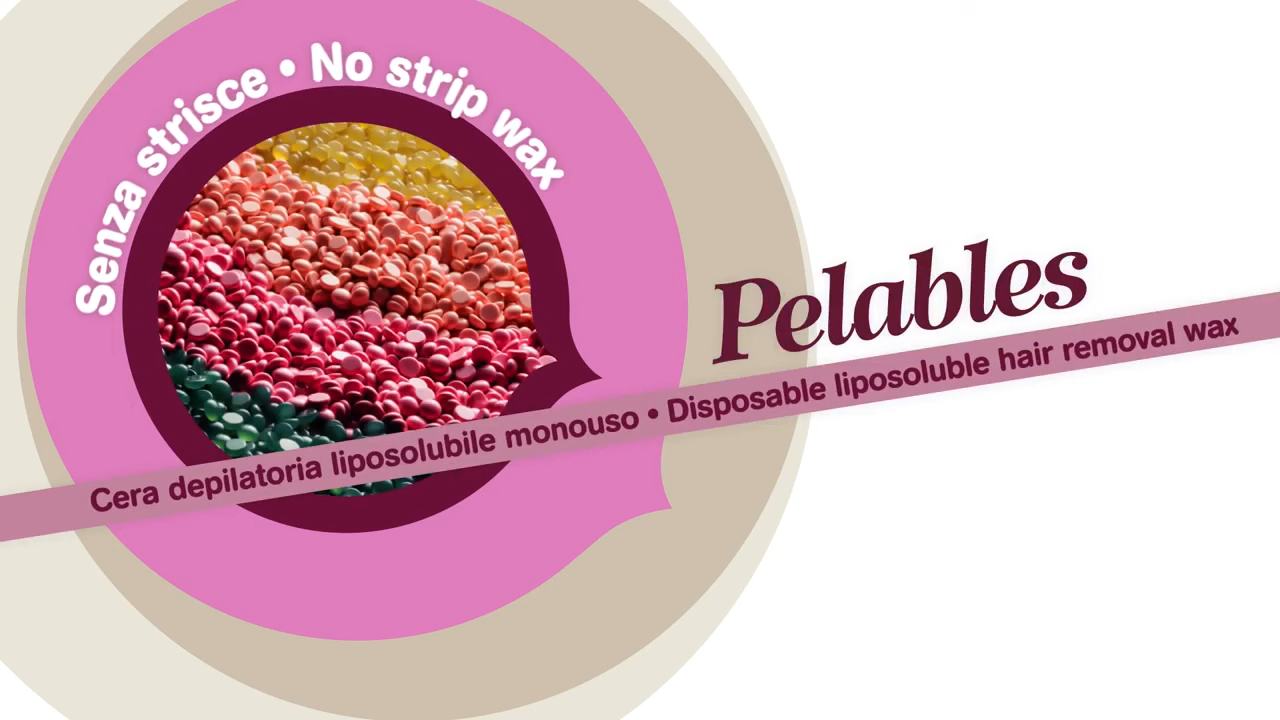 Senza strisce • No strip wax
Pelables
Cera depilatoria liposolubile monouso • Disposable liposoluble hair removal wax